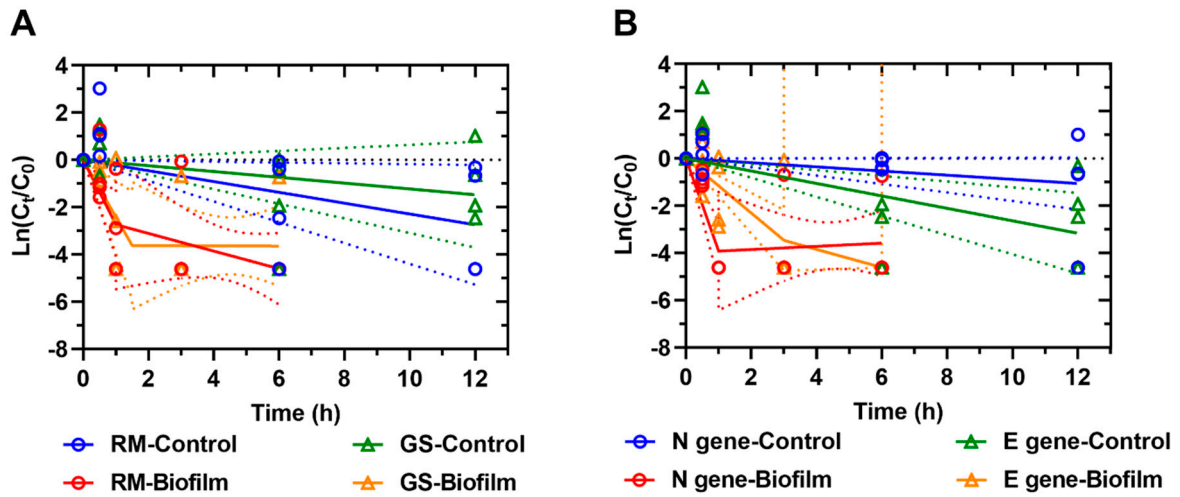 A
B
Ln(Cₜ/C₀)
4
2
0
-2
-4
-6
-8
0 2 4 6 8 10 12
Time (h)
RM-Control
GS-Control
RM-Biofilm
GS-Biofilm
Ln(Cₜ/C₀)
4
2
0
-2
-4
-6
-8
0 2 4 6 8 10 12
Time (h)
N gene-Control
E gene-Control
N gene-Biofilm
E gene-Biofilm